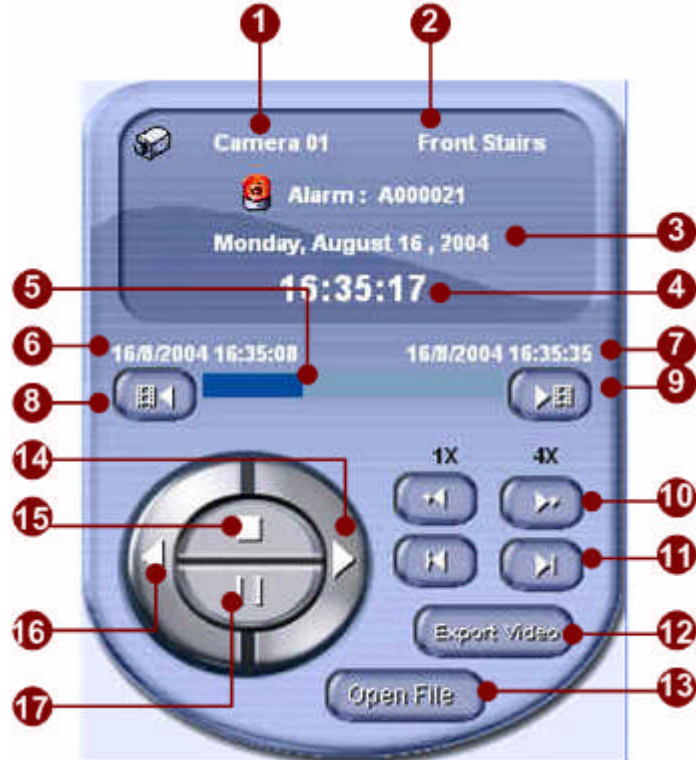 1 2
Camera 01 Front Stairs
Alarm : A000021
Monday, August 16 , 2004 3
5 16:35:17 4
6 16/8/2004 16:35:08 16/8/2004 16:35:35 7
8 9
14 1X 4X
15 10
11
16 Export Video 12
17 Open File 13